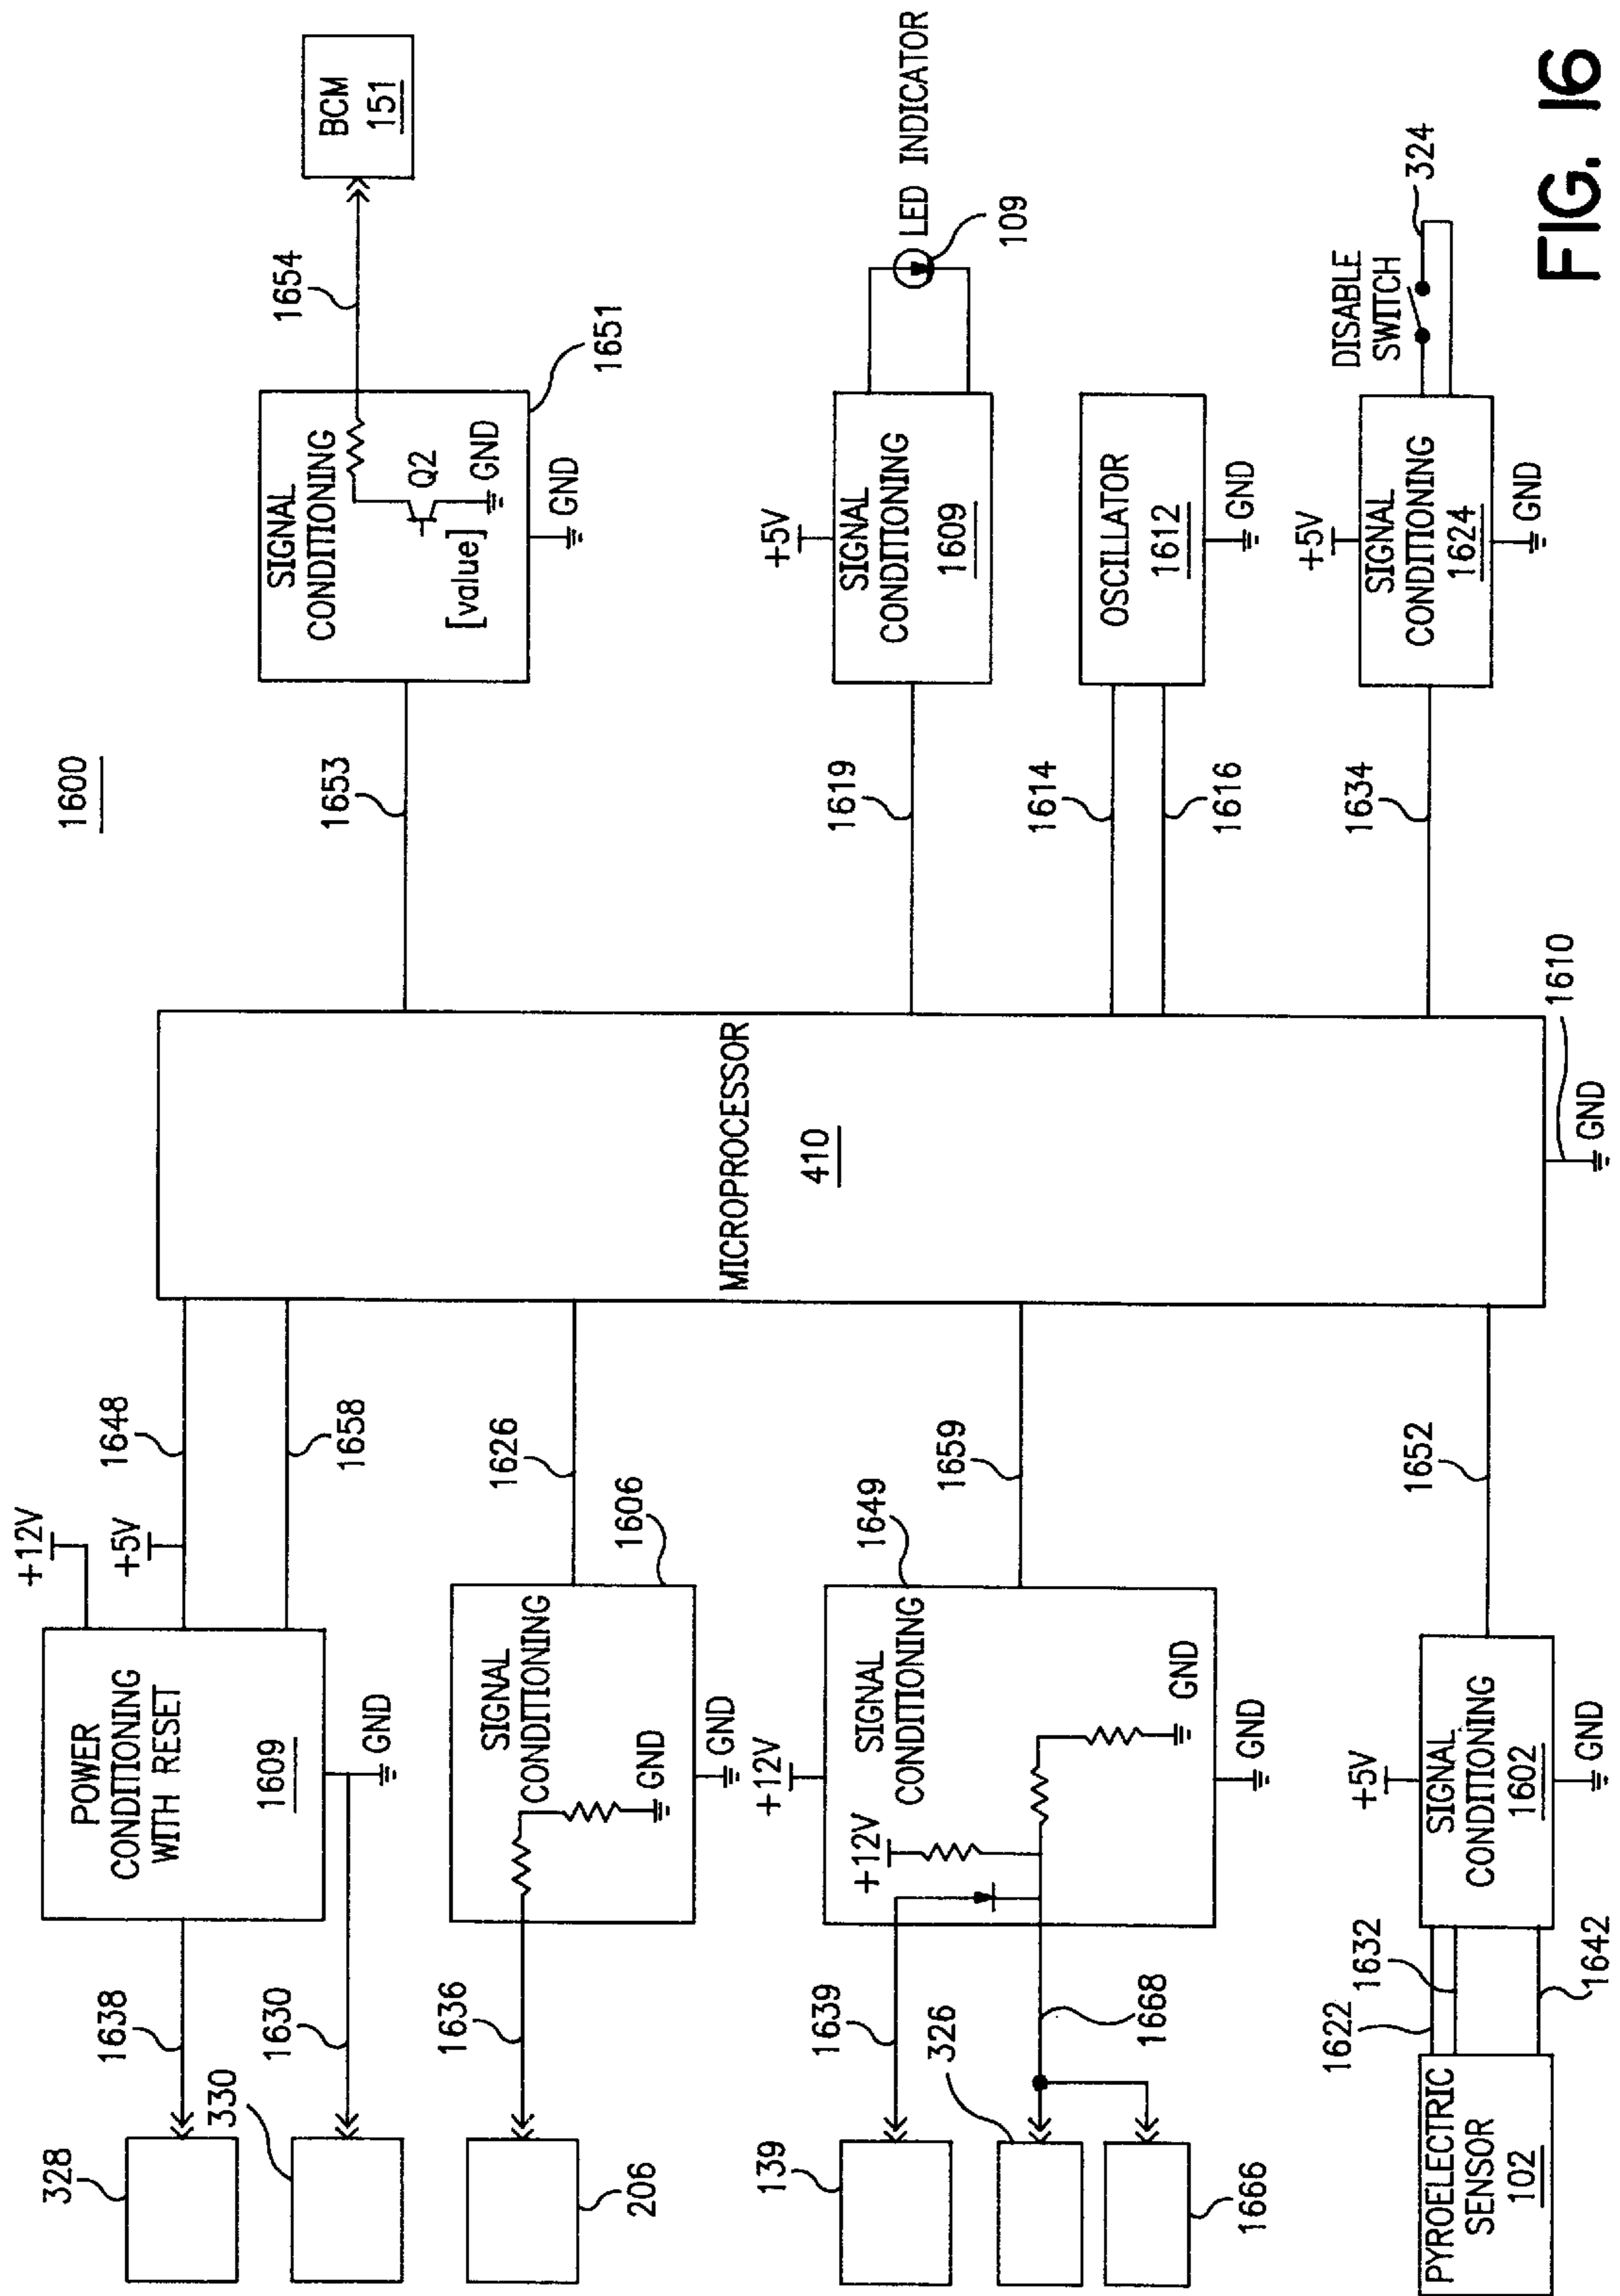 1600
328
1638
POWER
CONDITIONING
WITH RESET
1609
+12V
+5V
1648
1658
330
1630
GND
206
1636
SIGNAL
CONDITIONING
GND
GND
1606
1626
139
1639
326
1668
1666
+12V
+12V
SIGNAL
CONDITIONING
GND
GND
1649
1659
PYROELECTRIC
SENSOR
102
1622
1632
1642
+5V
SIGNAL
CONDITIONING
1602
GND
1652
MICROPROCESSOR
410
1610
GND
1653
SIGNAL
CONDITIONING
Q2
[value]
GND
GND
1651
1654
BCM
151
1619
+5V
SIGNAL
CONDITIONING
1609
LED INDICATOR
109
1614
1616
OSCILLATOR
1612
GND
1634
+5V
SIGNAL
CONDITIONING
1624
GND
DISABLE
SWITCH
324
FIG. 16